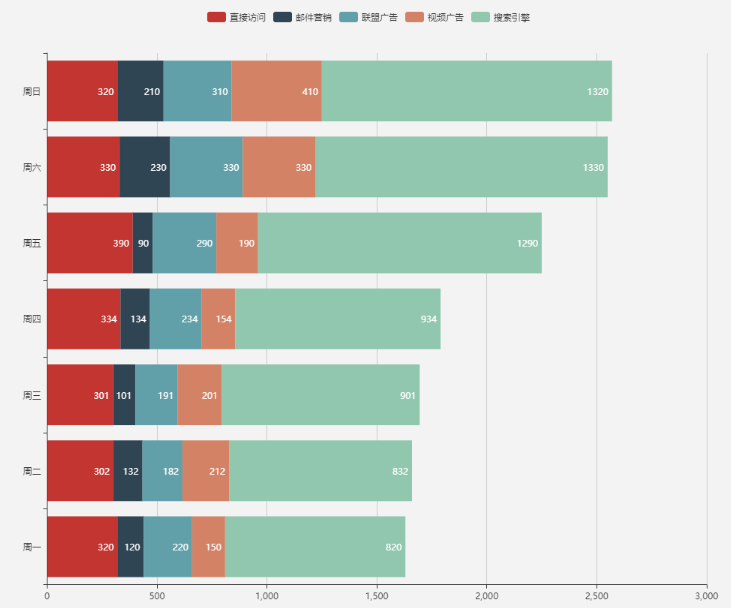 直接访问 邮件营销 联盟广告 视频广告 搜索引擎
周日 320 210 310 410 1320
周六 330 230 330 330 1330
周五 390 90 290 190 1290
周四 334 134 234 154 934
周三 301 101 191 201 901
周二 302 132 182 212 832
周一 320 120 220 150 820
0 500 1,000 1,500 2,000 2,500 3,000